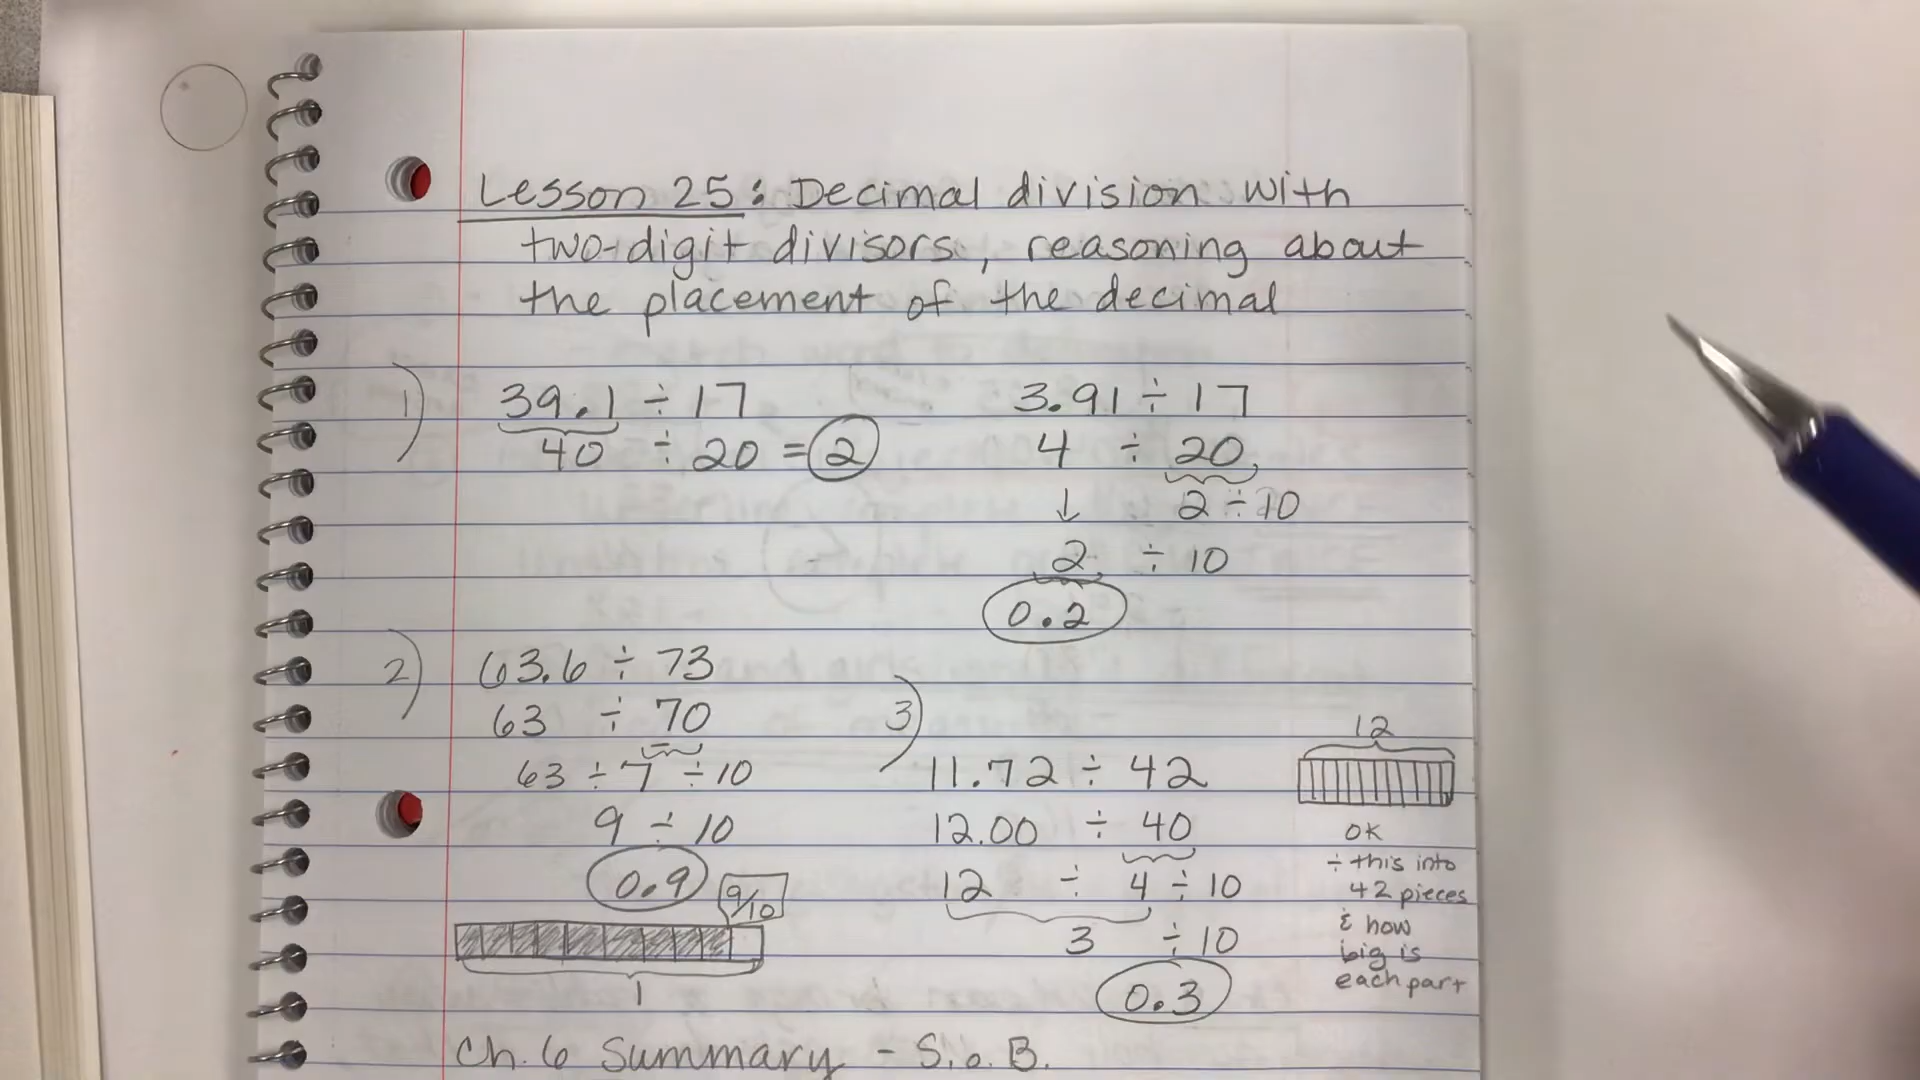 Lesson 25: Decimal division with
two-digit divisors, reasoning about
the placement of the decimal
1) 39.1 ÷ 17
40 ÷ 20 = 2
3.91 ÷ 17
4 ÷ 20
↓ 2 ÷ 10
2 ÷ 10
0.2
2) 63.6 ÷ 73
63 ÷ 70
63 ÷ 7 ÷ 10
9 ÷ 10
0.9
9/10
1
3)
11.72 ÷ 42
12.00 ÷ 40
12 ÷ 4 ÷ 10
3 ÷ 10
0.3
12
OK
÷ this into
42 pieces
& how
big is
each part
Ch. 6 Summary - S.o.B.